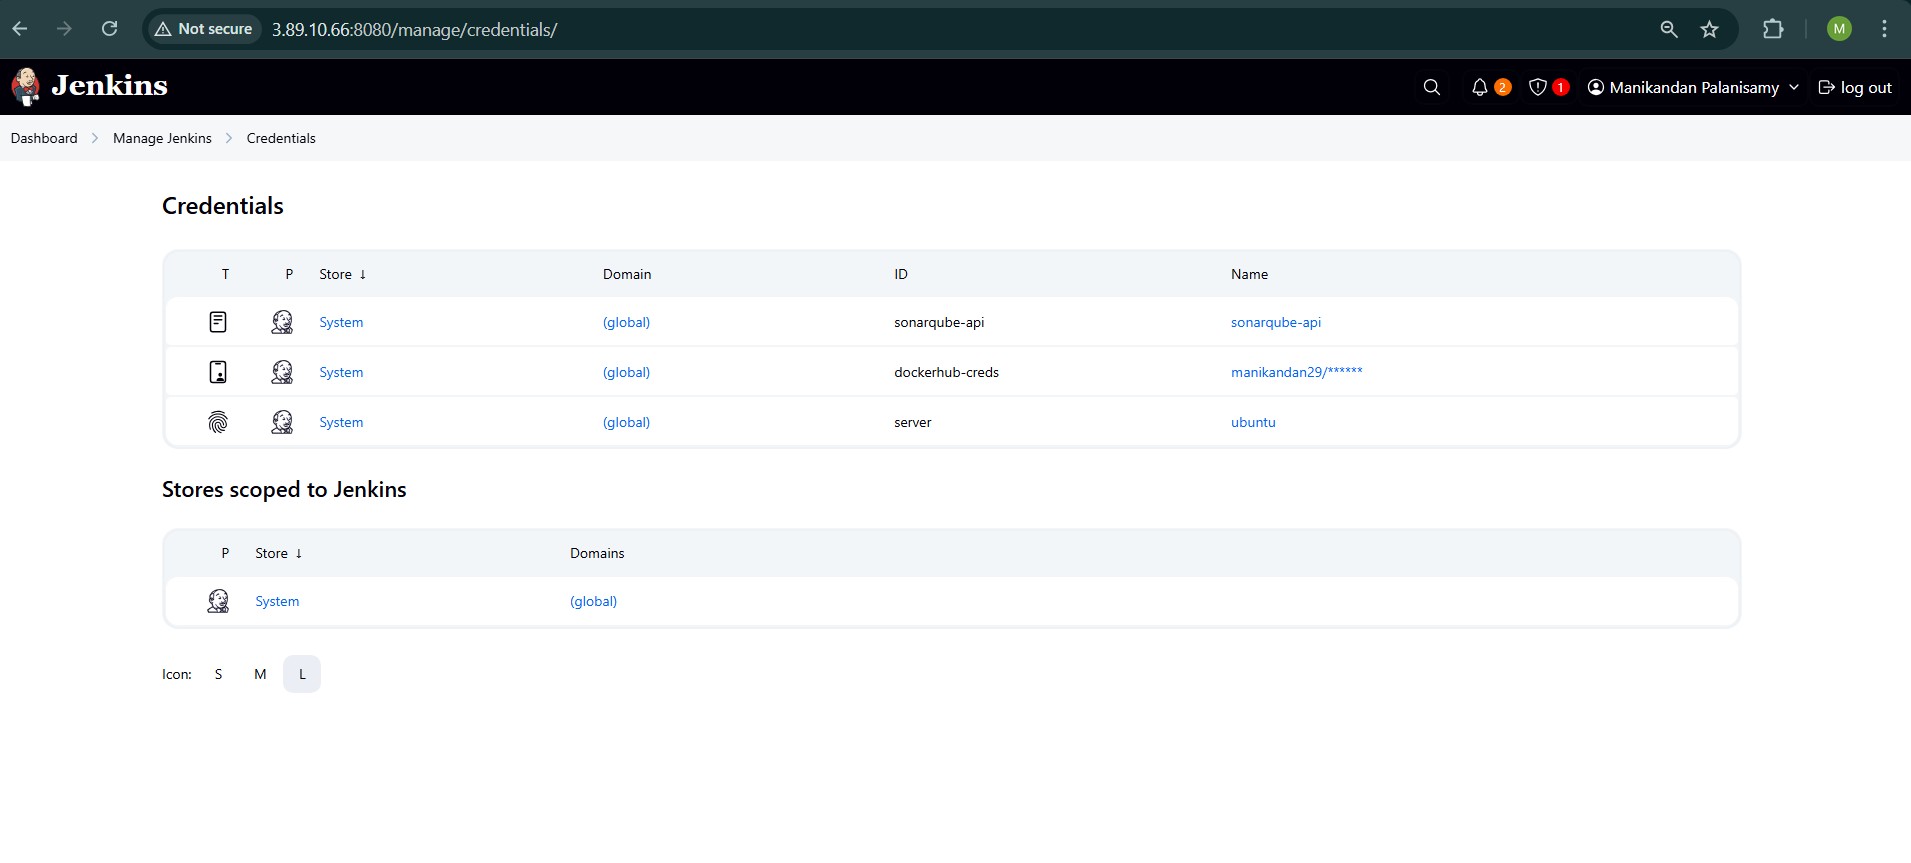 Not secure 3.89.10.66:8080/manage/credentials/ M
Jenkins 2 1 Manikandan Palanisamy log out
Dashboard Manage Jenkins Credentials
Credentials
T P Store ↓ Domain ID Name
System (global) sonarqube-api sonarqube-api
System (global) dockerhub-creds manikandan29/******
System (global) server ubuntu
Stores scoped to Jenkins
P Store ↓ Domains
System (global)
Icon: S M L